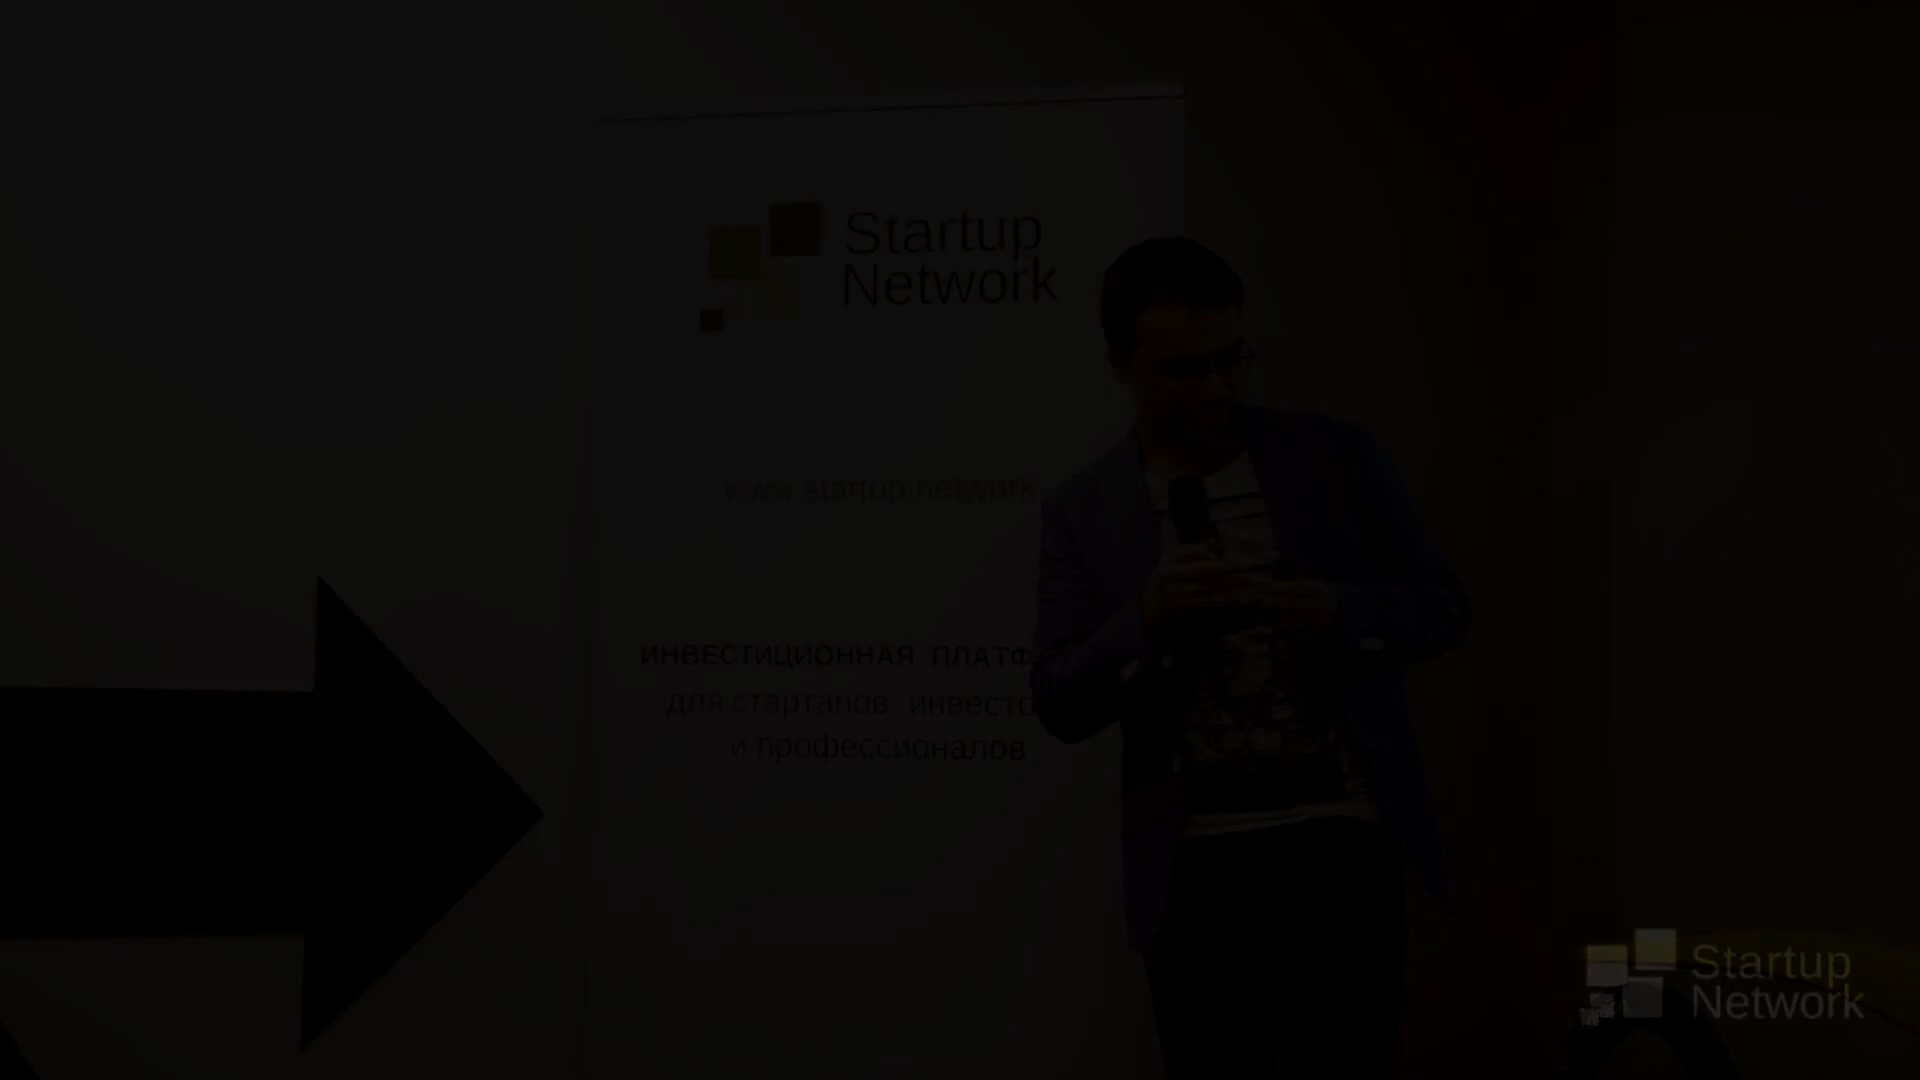 Startup
Network
www.startup.network
ИНВЕСТИЦИОННАЯ ПЛАТФ
для стартапов, инвесто
и профессионалов
Startup
Network